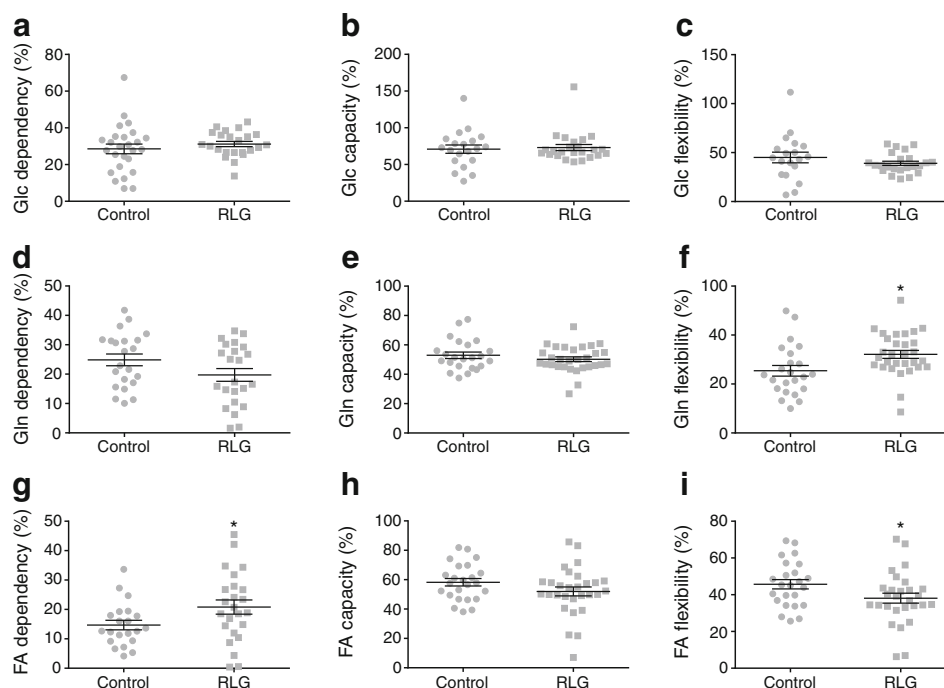 a
Glc dependency (%)
80
60
40
20
0
Control
RLG
b
Glc capacity (%)
200
150
100
50
0
Control
RLG
c
Glc flexibility (%)
150
100
50
0
Control
RLG
d
Gln dependency (%)
50
40
30
20
10
0
Control
RLG
e
Gln capacity (%)
100
80
60
40
20
0
Control
RLG
f
Gln flexibility (%)
60
40
20
0
*
Control
RLG
g
FA dependency (%)
50
40
30
20
10
0
*
Control
RLG
h
FA capacity (%)
100
80
60
40
20
0
Control
RLG
i
FA flexibility (%)
80
60
40
20
0
*
Control
RLG